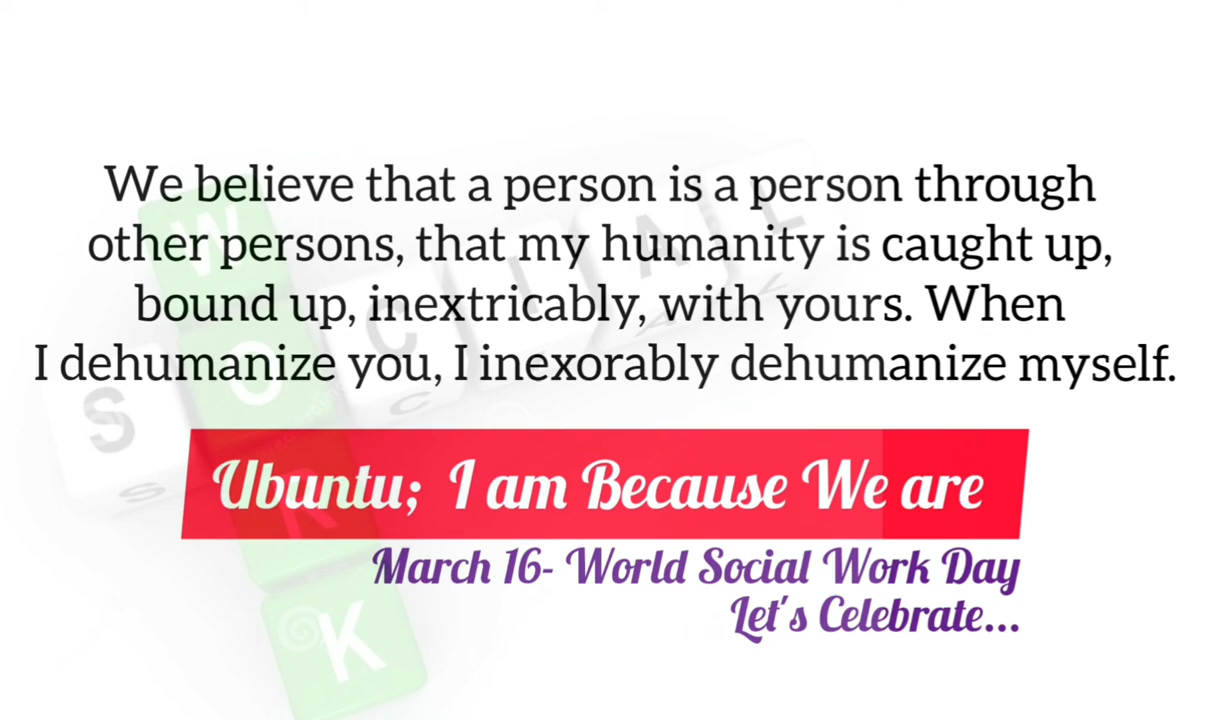 We believe that a person is a person through
other persons, that my humanity is caught up,
bound up, inextricably, with yours. When
I dehumanize you, I inexorably dehumanize myself.
Ubuntu; I am Because We are
March 16- World Social Work Day
Let's Celebrate...
SOCIAL
WORK